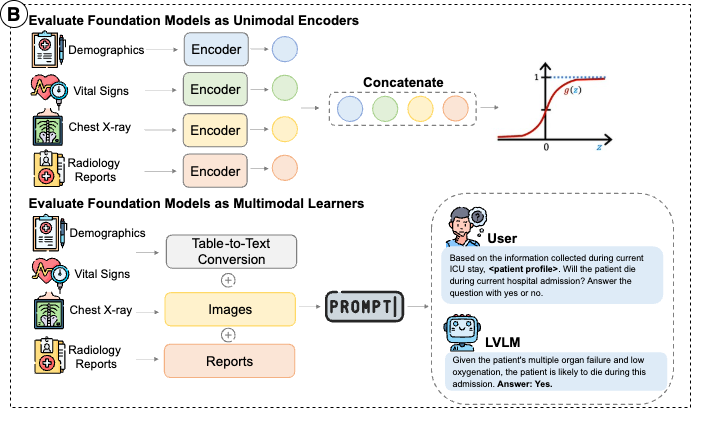 B
Evaluate Foundation Models as Unimodal Encoders
Demographics
Encoder
Vital Signs
Encoder
Chest X-ray
Encoder
Radiology
Reports
Encoder
Concatenate
1
g(z)
0
z
Evaluate Foundation Models as Multimodal Learners
Demographics
Vital Signs
Table-to-Text
Conversion
+
Chest X-ray
Images
+
Radiology
Reports
Reports
PROMPT|
?
User
Based on the information collected during current
ICU stay, <patient profile>. Will the patient die
during current hospital admission? Answer the
question with yes or no.
LVLM
Given the patient's multiple organ failure and low
oxygenation, the patient is likely to die during this
admission. Answer: Yes.